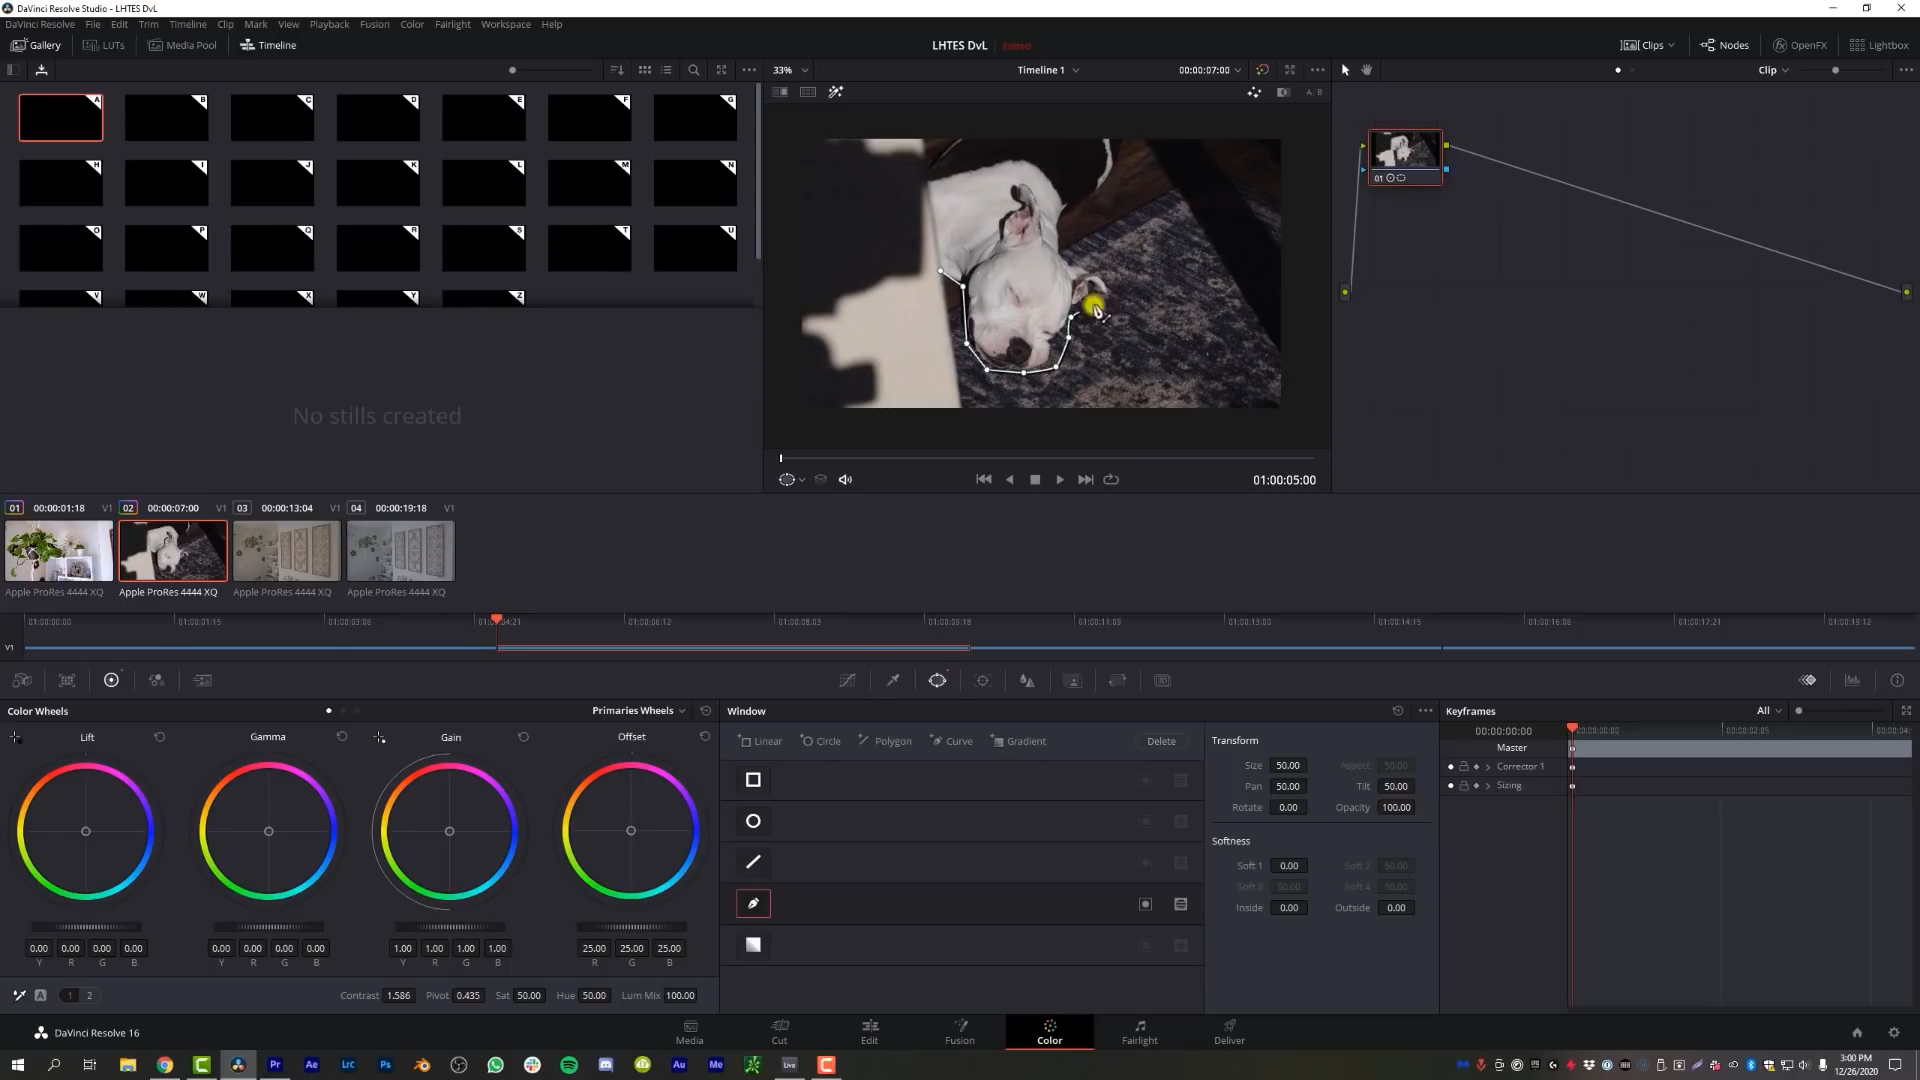 DaVinci Resolve Studio - LHTES DvL
DaVinci Resolve File Edit Trim Timeline Clip Mark View Playback Fusion Color Fairlight Workspace Help
Gallery LUTs Media Pool Timeline LHTES DvL Edited Clips Nodes OpenFX Lightbox
33% Timeline 1 00:00:07:00 Clip
A/B
A B C D E F G
H I J K L M N
O P Q R S T U
V W X Y Z
01
No stills created
01:00:05:00
01 00:00:01:18 V1 02 00:00:07:00 V1 03 00:00:13:04 V1 04 00:00:19:18 V1
Apple ProRes 4444 XQ Apple ProRes 4444 XQ Apple ProRes 4444 XQ Apple ProRes 4444 XQ
01:00:00:00 01:00:01:15 01:00:03:06 01:00:04:21 01:00:06:12 01:00:08:03 01:00:09:18 01:00:11:09 01:00:13:00 01:00:14:15 01:00:16:06 01:00:17:21 01:00:19:12
V1
Color Wheels Primaries Wheels Window Keyframes All
Lift Gamma Gain Offset
Linear Circle Polygon Curve Gradient Delete
Transform
Size 50.00 Aspect 50.00
Pan 50.00 Tilt 50.00
Rotate 0.00 Opacity 100.00
Softness
Soft 1 0.00 Soft 2 50.00
Soft 3 50.00 Soft 4 50.00
Inside 0.00 Outside 0.00
00:00:00:00 00:00:00:00 00:00:02:05 00:00:04:
Master
Corrector 1
Sizing
0.00 0.00 0.00 0.00 0.00 0.00 0.00 0.00 1.00 1.00 1.00 1.00 25.00 25.00 25.00
Y R G B Y R G B Y R G B R G B
A 1 2 Contrast 1.586 Pivot 0.435 Sat 50.00 Hue 50.00 Lum Mix 100.00
DaVinci Resolve 16
Media Cut Edit Fusion Color Fairlight Deliver
Pr Ae Lrc Ps Au Me Live
3:00 PM
12/26/2020